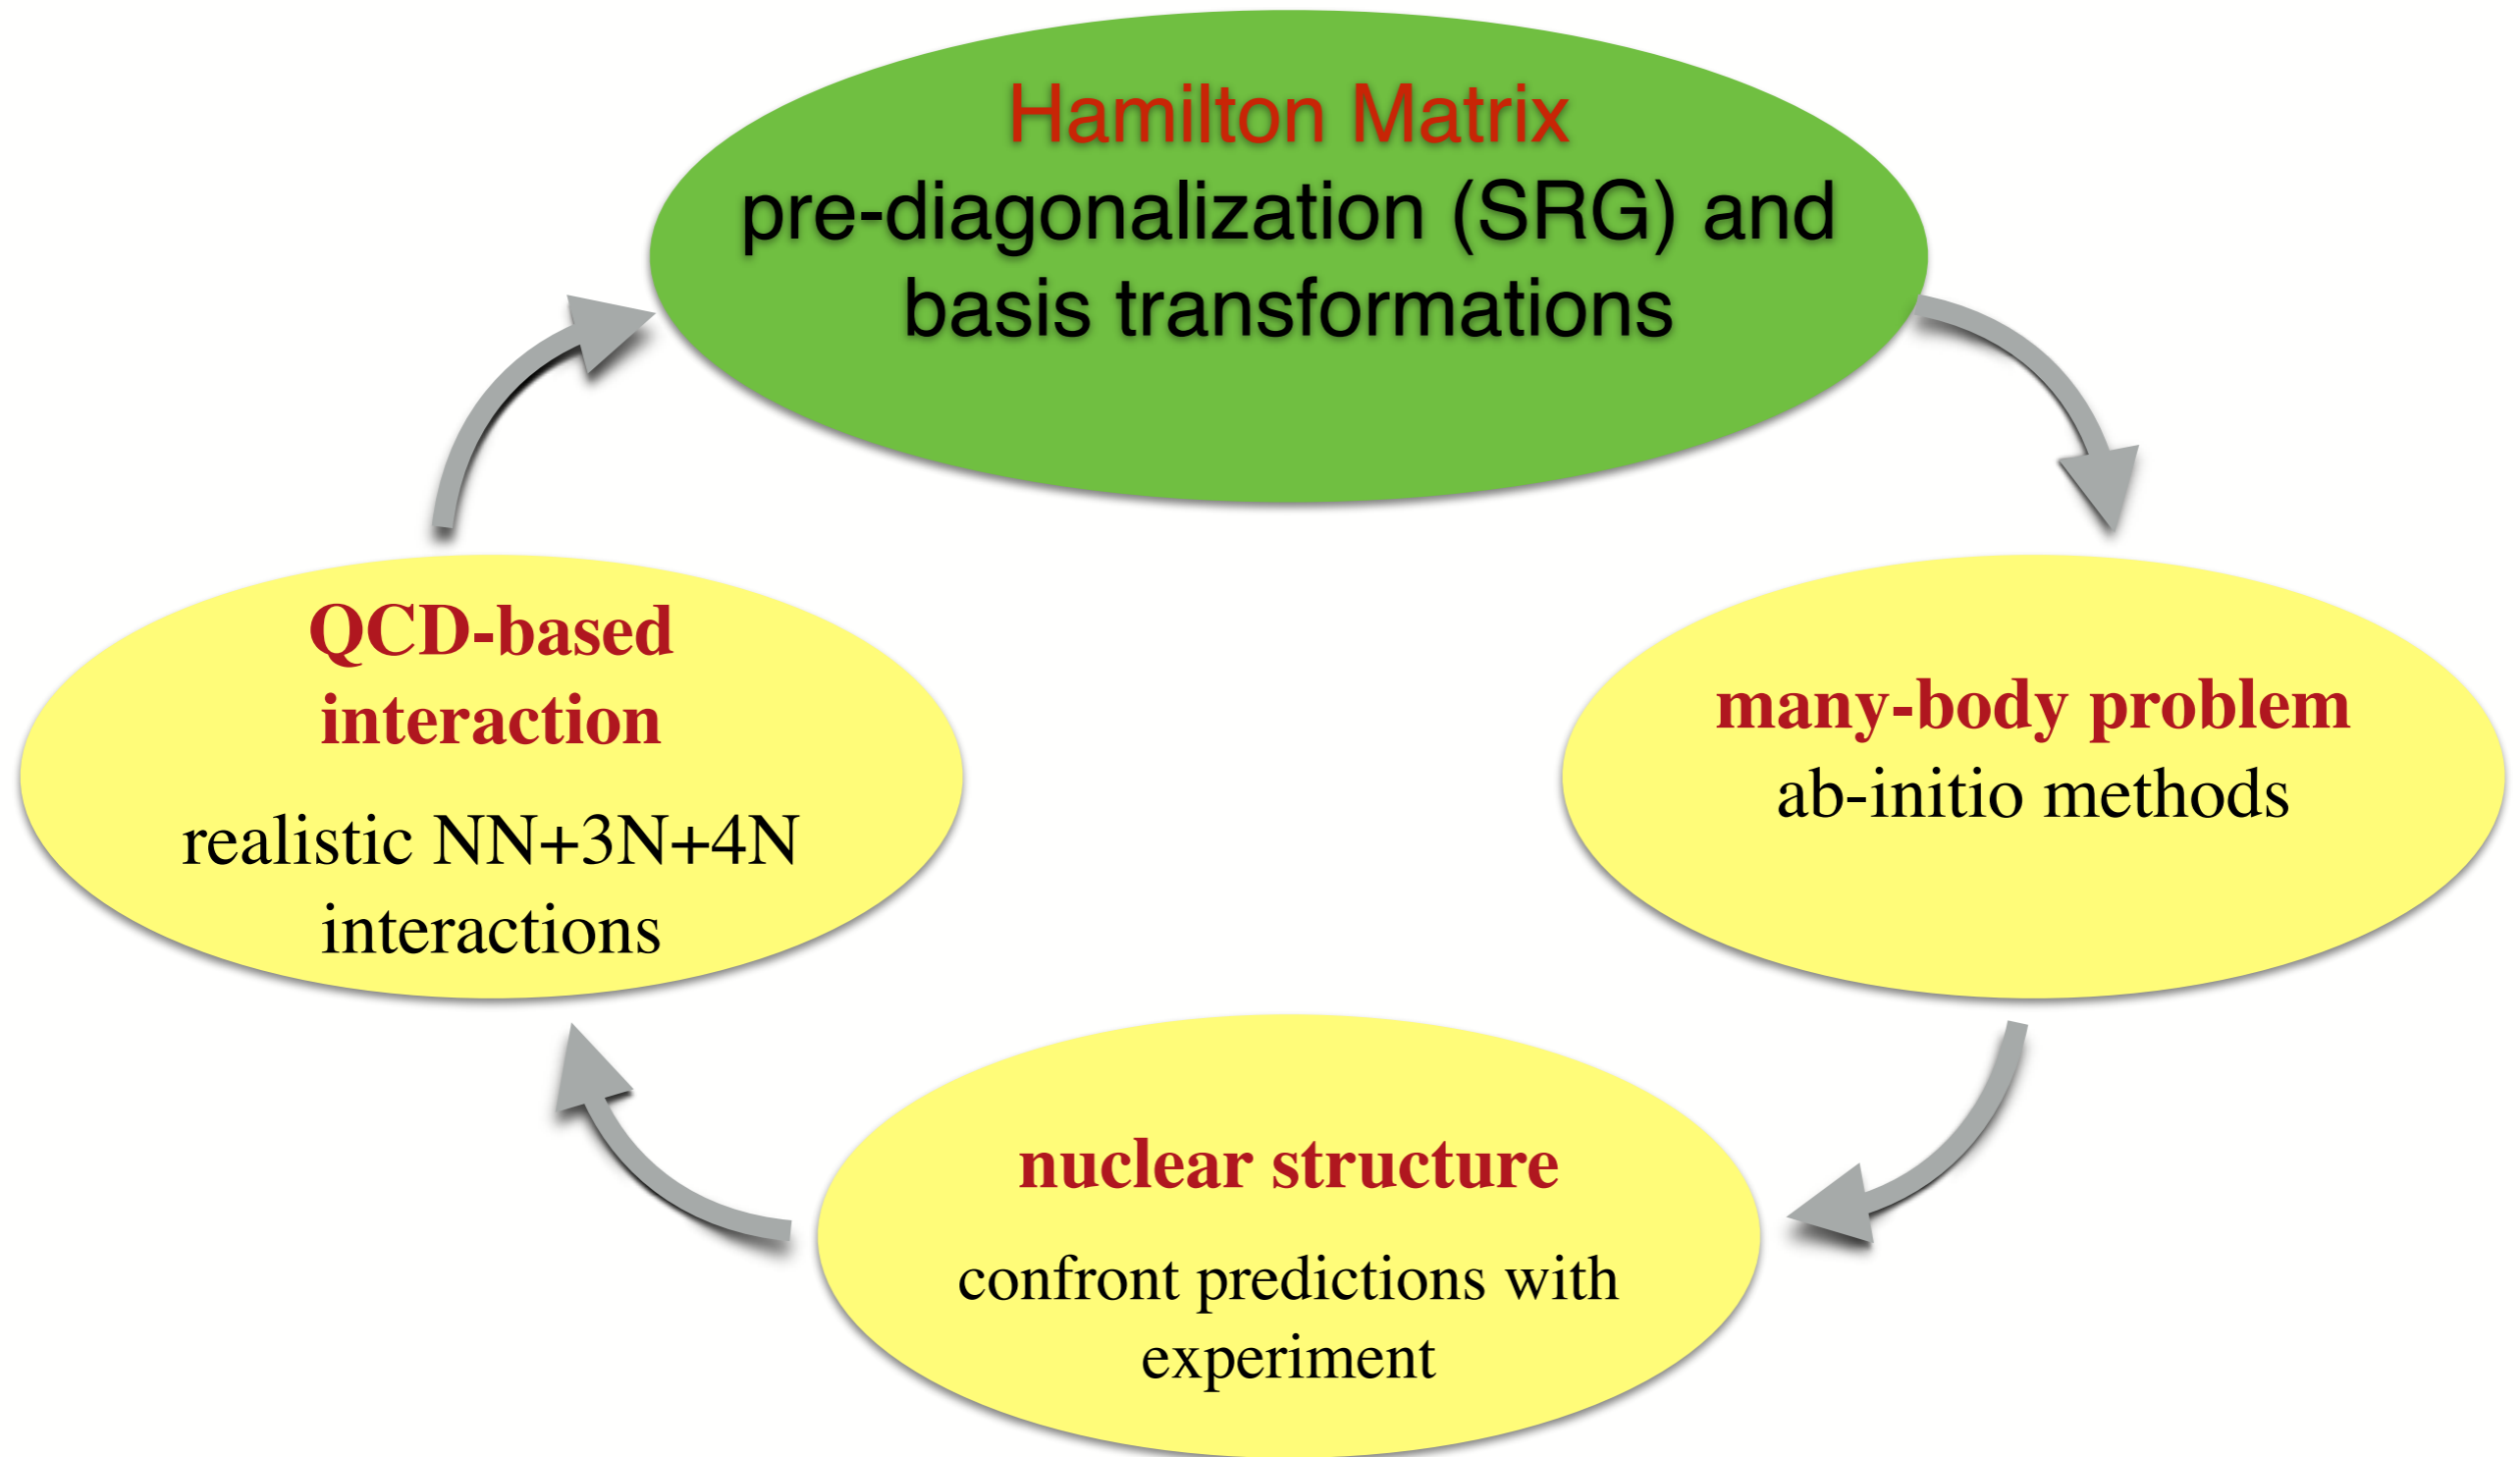 Hamilton Matrix
pre-diagonalization (SRG) and
basis transformations
QCD-based
interaction
realistic NN+3N+4N
interactions
many-body problem
ab-initio methods
nuclear structure
confront predictions with
experiment